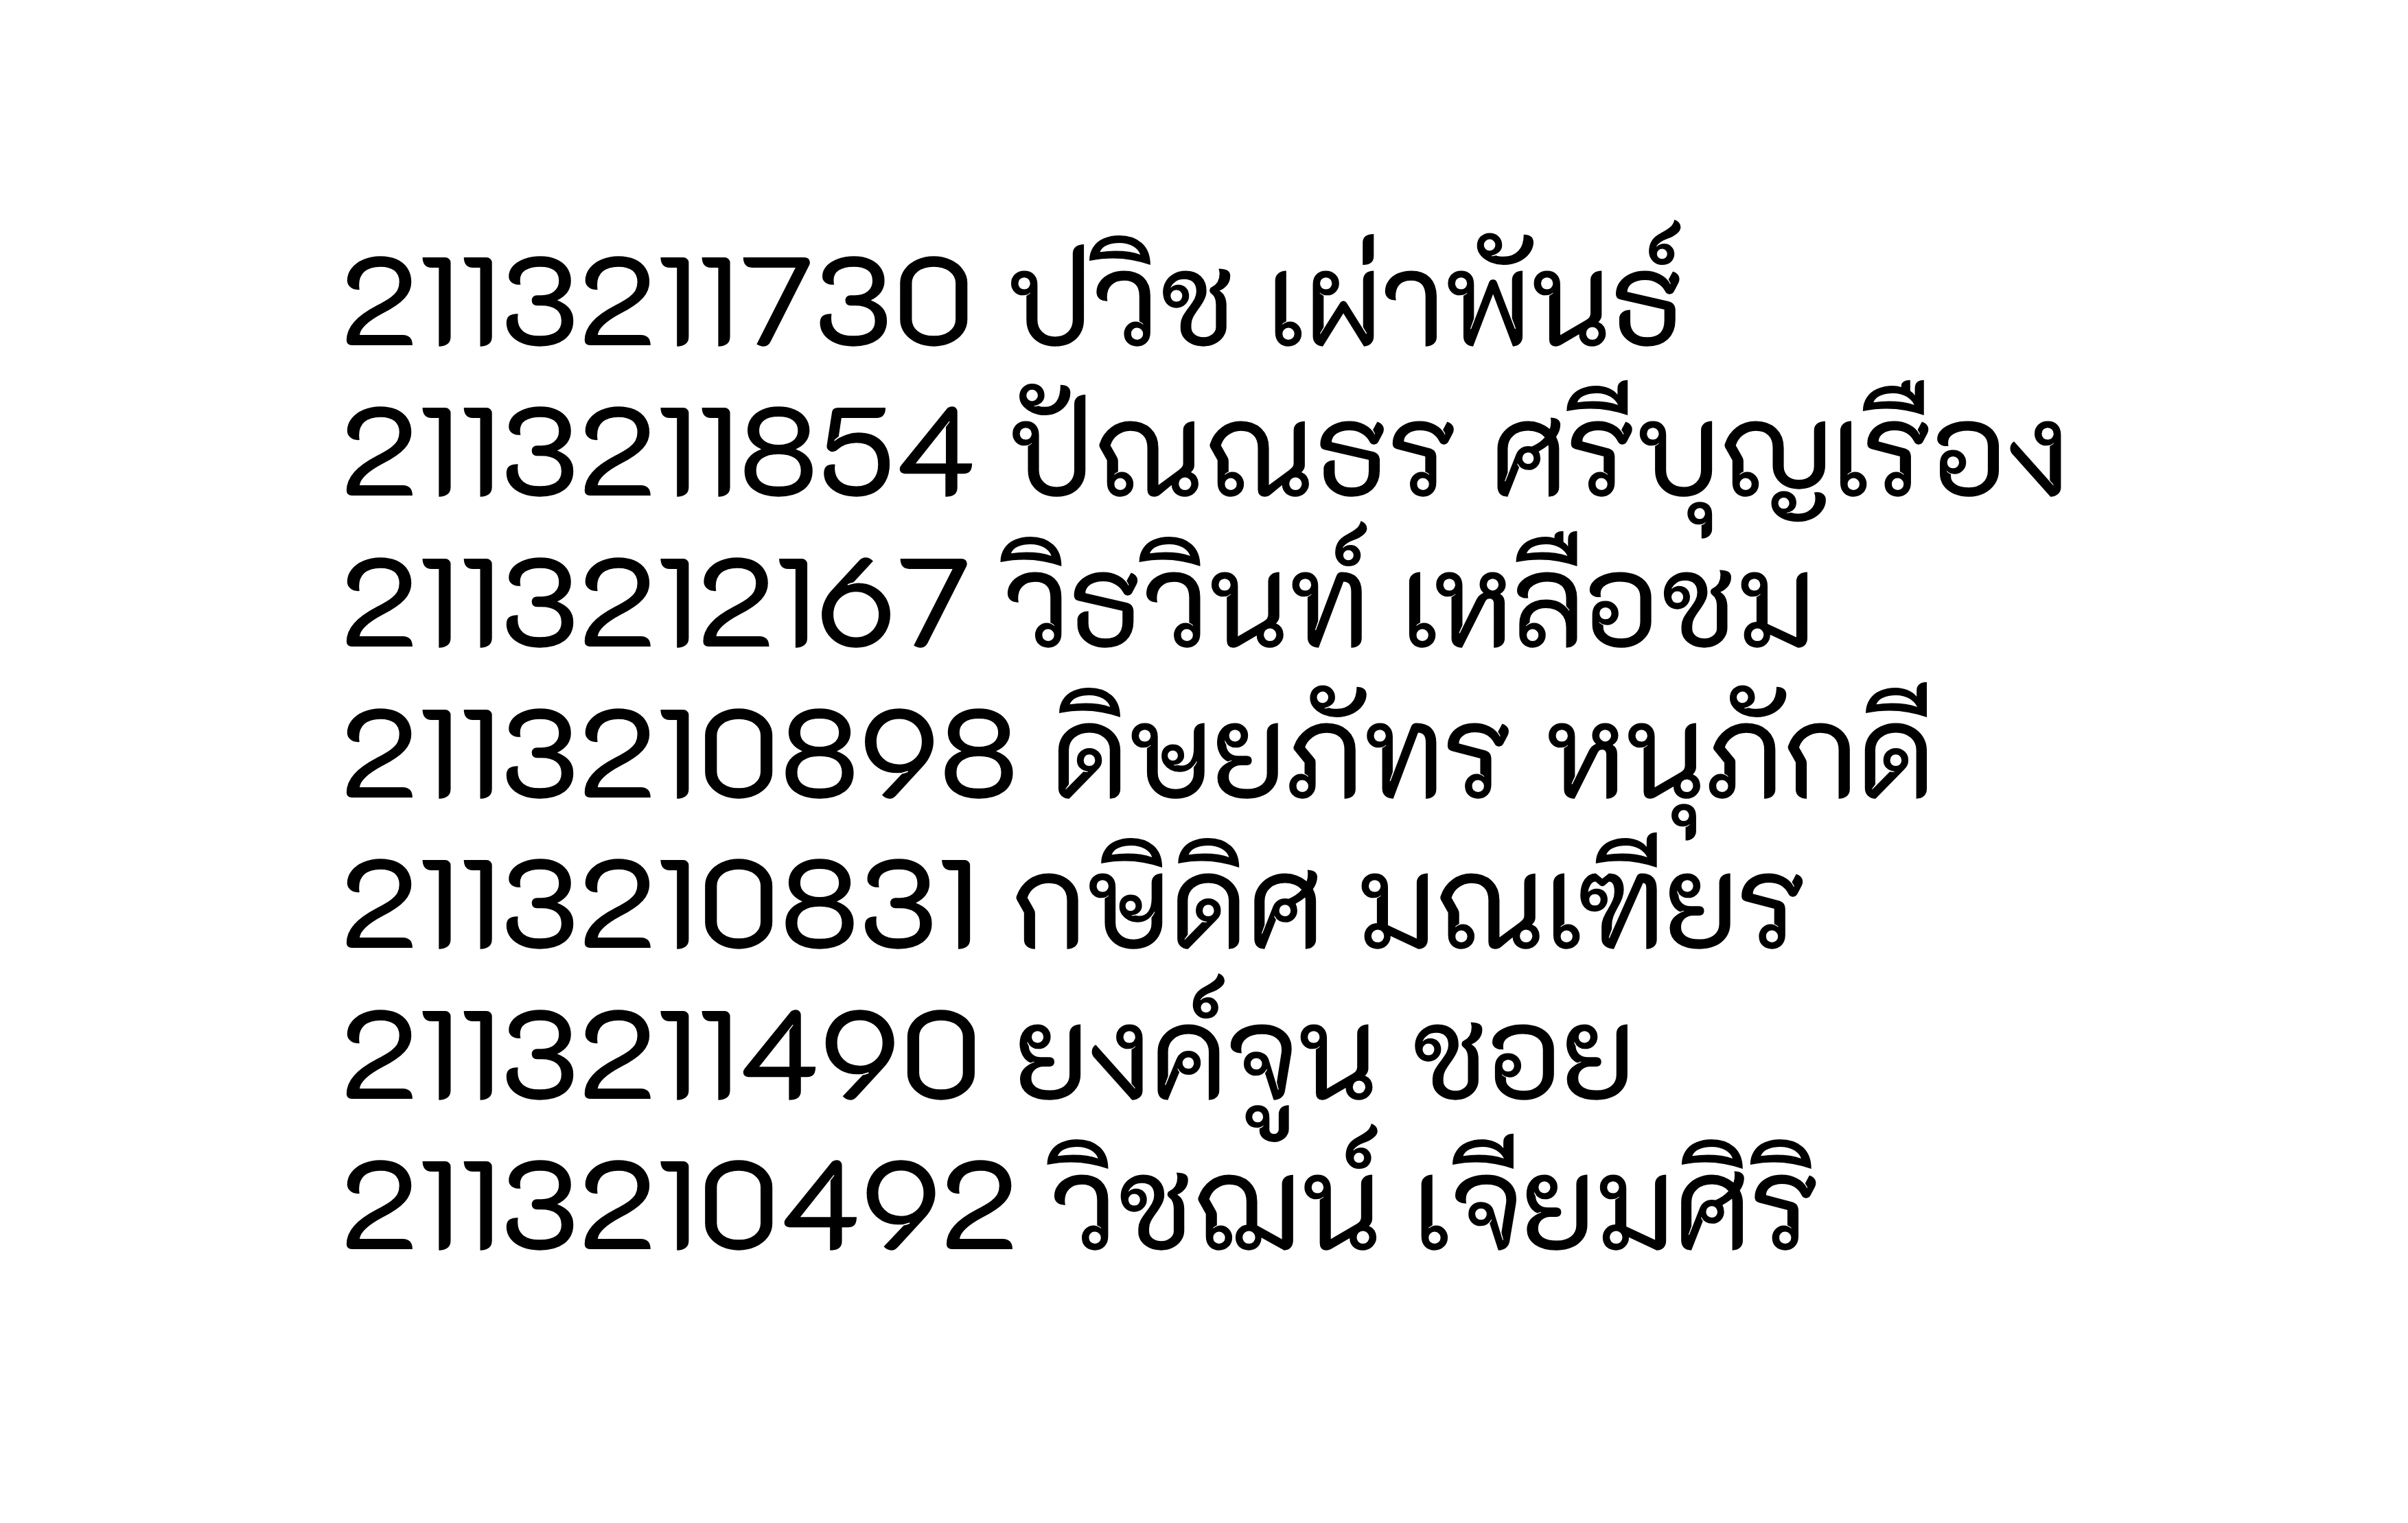 2113211730 ปวิช เผ่าพันธ์
2113211854 ปัณณธร ศรีบุญเรือง
2113212167 วิธวินท์ เหลือชม
2113210898 ดิษยภัทร หนุภักดี
2113210831 กษิดิศ มณเฑียร
2113211490 ยงค์จูน ชอย
2113210492 วิชฌน์ เจียมศิริ